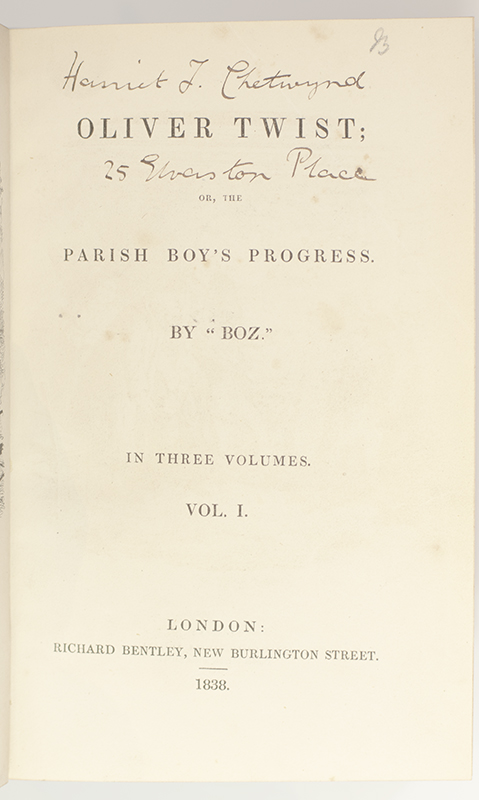 Harriet J. Chetwynd
OLIVER TWIST;
25 Elvaston Place
OR, THE
PARISH BOY'S PROGRESS.
BY “ BOZ.”
IN THREE VOLUMES.
VOL. I.
LONDON:
RICHARD BENTLEY, NEW BURLINGTON STREET.
1838.